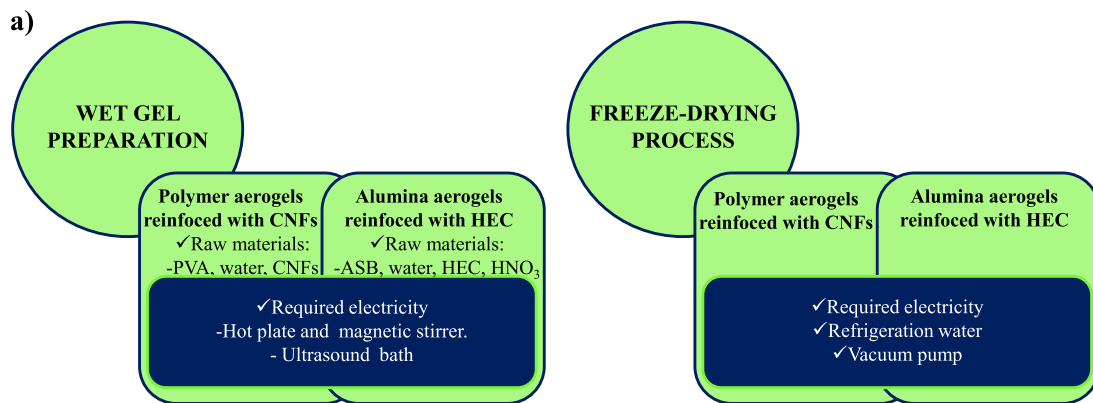 a)
WET GEL
PREPARATION
Polymer aerogels
reinfoced with CNFs
✓Raw materials:
-PVA, water, CNFs
Alumina aerogels
reinfoced with HEC
✓Raw materials:
-ASB, water, HEC, HNO₃
✓Required electricity
-Hot plate and magnetic stirrer.
- Ultrasound bath
FREEZE-DRYING
PROCESS
Polymer aerogels
reinfoced with CNFs
Alumina aerogels
reinfoced with HEC
✓Required electricity
✓Refrigeration water
✓Vacuum pump